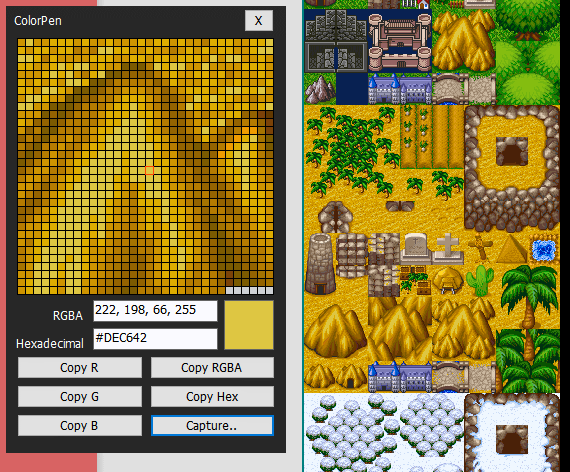 ColorPen X
RGBA 222, 198, 66, 255
Hexadecimal #DEC642
Copy R Copy RGBA
Copy G Copy Hex
Copy B Capture..